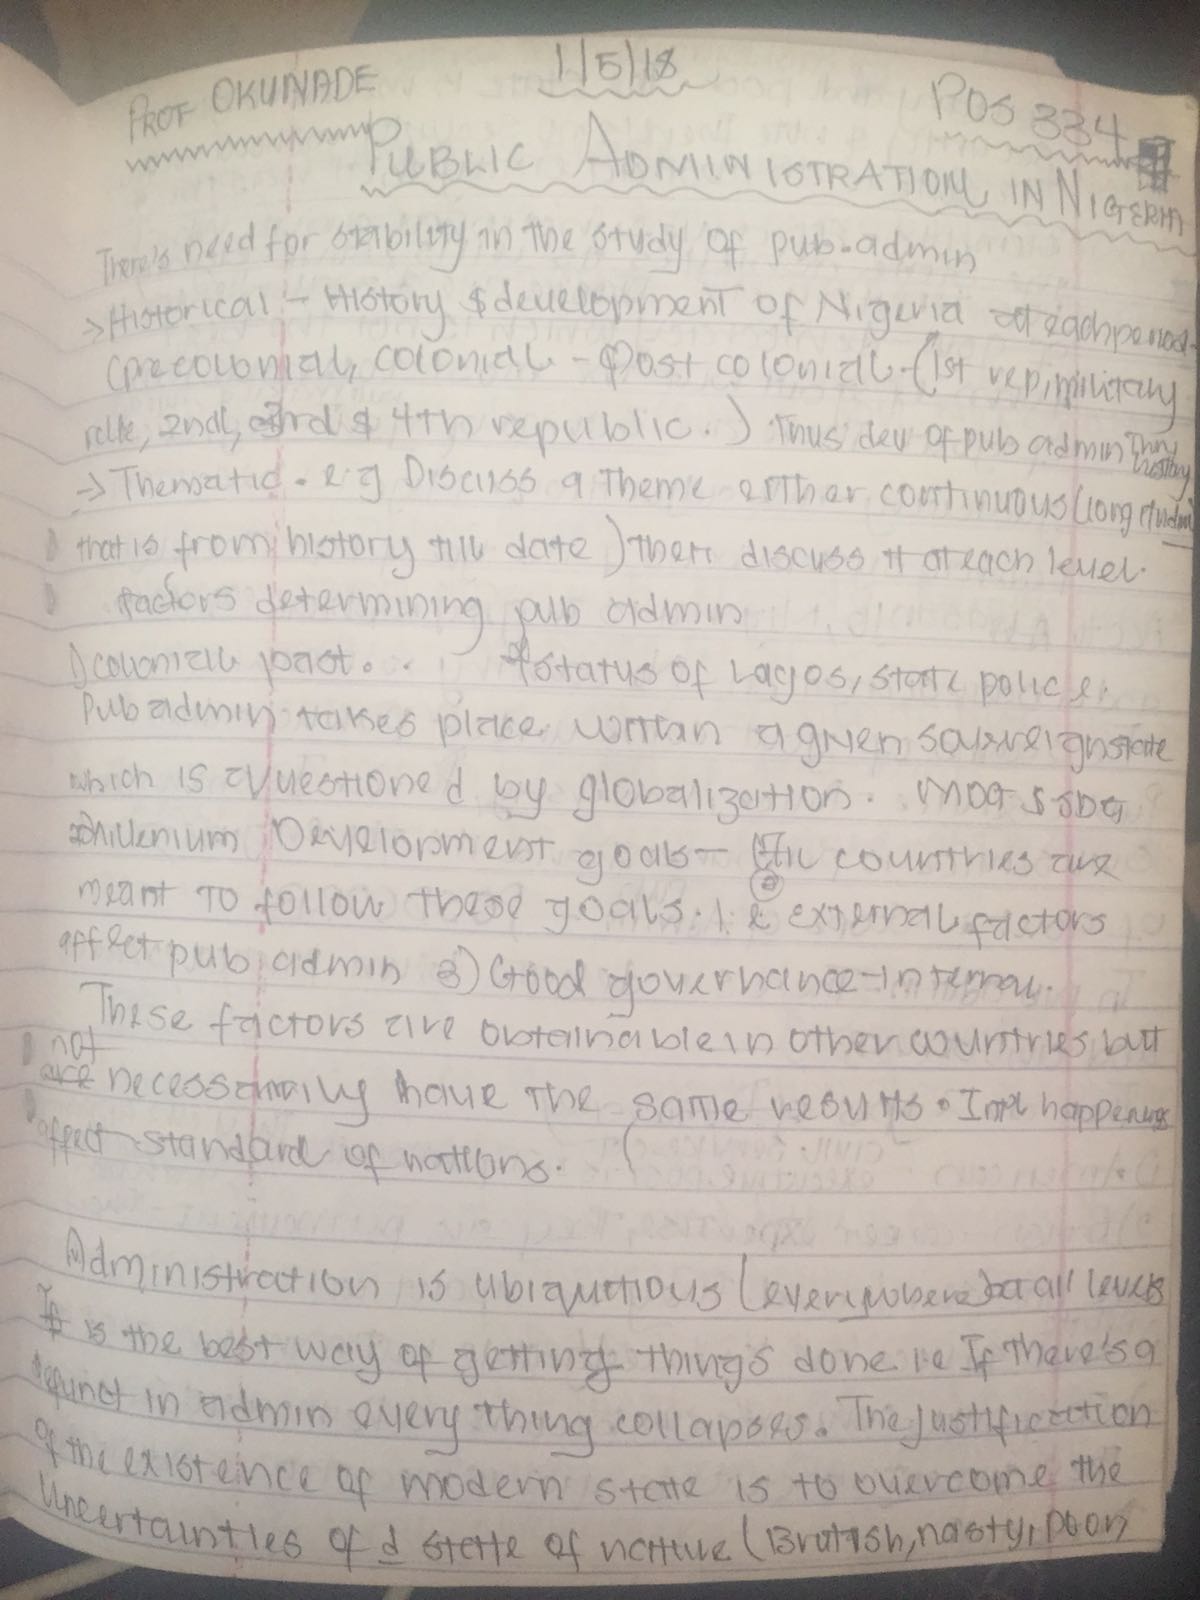 PROF OKUNADE 1/5/18 POS 334
PUBLIC ADMINISTRATION IN NIGERIA
There's need for stability in the study of pub-admin
→ Historical - History & development of Nigeria at each period
(precolonial, colonial - Post colonial - (1st rep, military
rule, 2nd, 3rd & 4th republic.) Thus dev of pub admin thru history
→ Thematic. e.g Discuss a theme either continuous (longitudinal
that is from history till date) then discuss it at each level.
factors determining pub admin
1) colonial past. . . *status of Lagos, state police.
Pub admin takes place within a given sovereign state
which is questioned by globalization. MDG & SDG
Millenium Development goals - All countries are
meant to follow these goals. i.e ② external factors
affect pub admin 3) Good governance - internal.
These factors are obtainable in other countries but
not necessarily have the same results. Int'l happenings
affect standard of nations. (
Administration is ubiquitious (everywhere) at all levels
It is the best way of getting things done i.e If there's a
defunct in admin every thing collapses. The justification
of the existence of modern state is to overcome the
Uncertainties of d state of nature (Brutish, nasty, poor